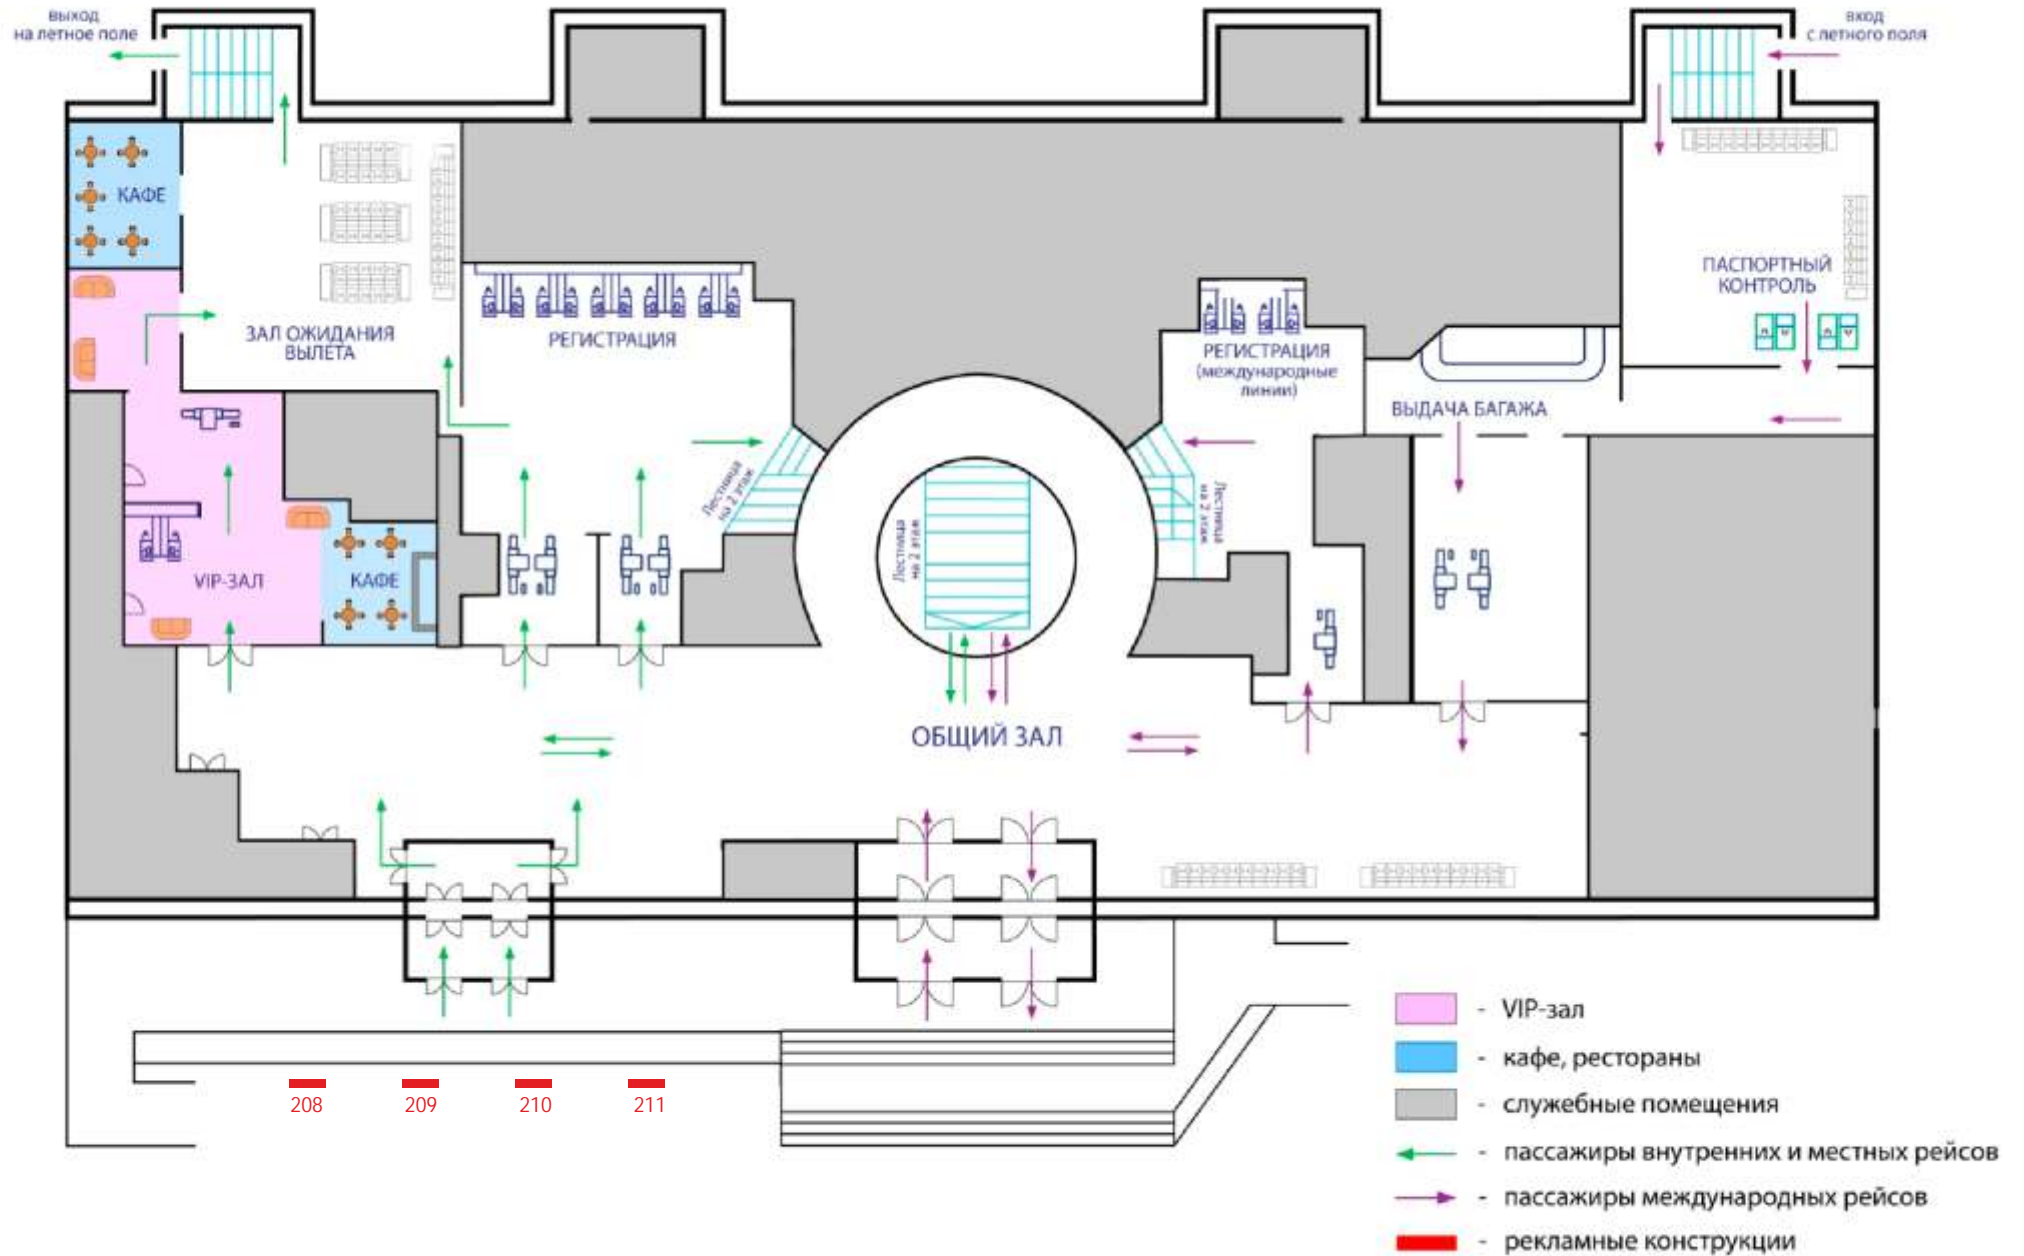 выход
на летное поле
вход
с летного поля
КАФЕ
ПАСПОРТНЫЙ
КОНТРОЛЬ
ЗАЛ ОЖИДАНИЯ
ВЫЛЕТА
РЕГИСТРАЦИЯ
РЕГИСТРАЦИЯ
(международные
линии)
ВЫДАЧА БАГАЖА
Лестница
на 2 этаж
Лестница
на 2 этаж
Лестница
на 2 этаж
VIP-ЗАЛ
КАФЕ
ОБЩИЙ ЗАЛ
208
209
210
211
- VIP-зал
- кафе, рестораны
- служебные помещения
- пассажиры внутренних и местных рейсов
- пассажиры международных рейсов
- рекламные конструкции